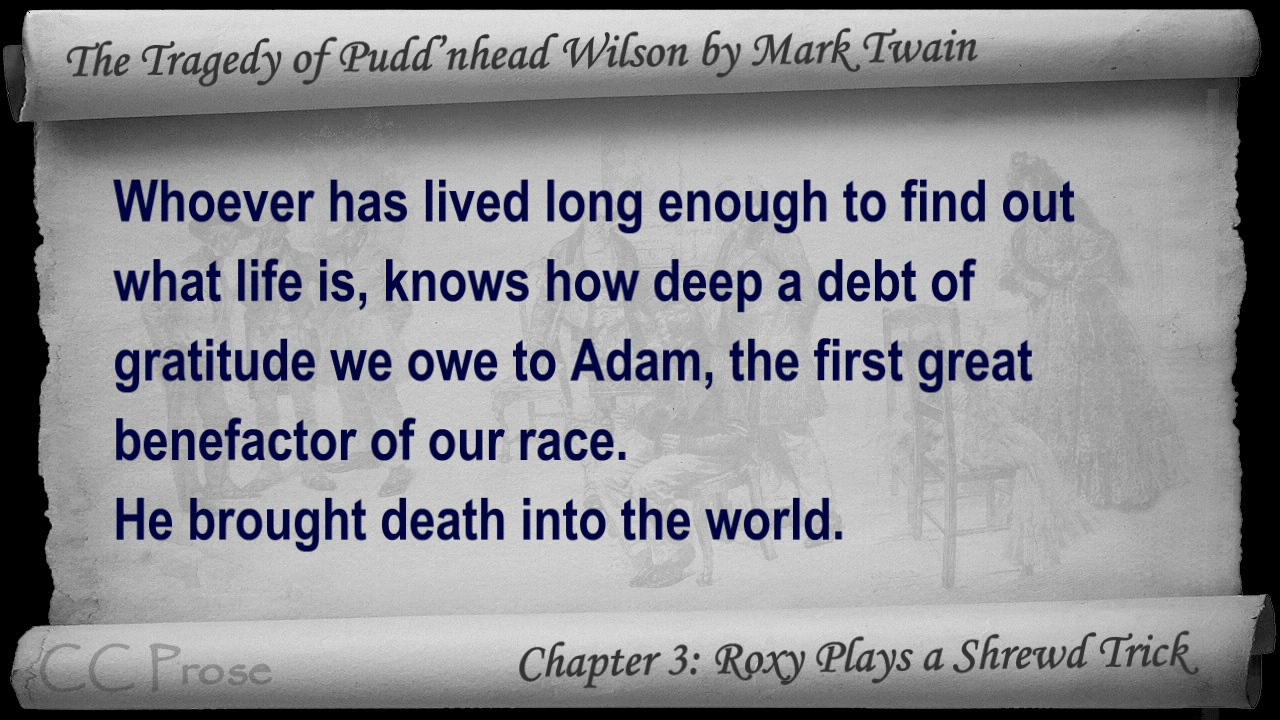 The Tragedy of Pudd'nhead Wilson by Mark Twain
Whoever has lived long enough to find out
what life is, knows how deep a debt of
gratitude we owe to Adam, the first great
benefactor of our race.
He brought death into the world.
CC Prose
Chapter 3: Roxy Plays a Shrewd Trick